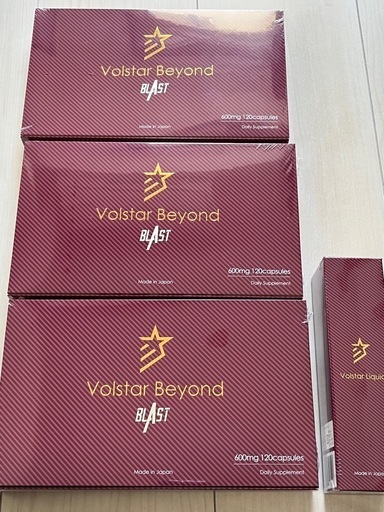 Volstar Beyond
BLAST
600mg 120capsules
Made in Japan
Daily Supplement
Volstar Beyond
BLAST
600mg 120capsules
Made in Japan
Daily Supplement
Volstar Beyond
BLAST
600mg 120capsules
Made in Japan
Daily Supplement
Volstar Liquid